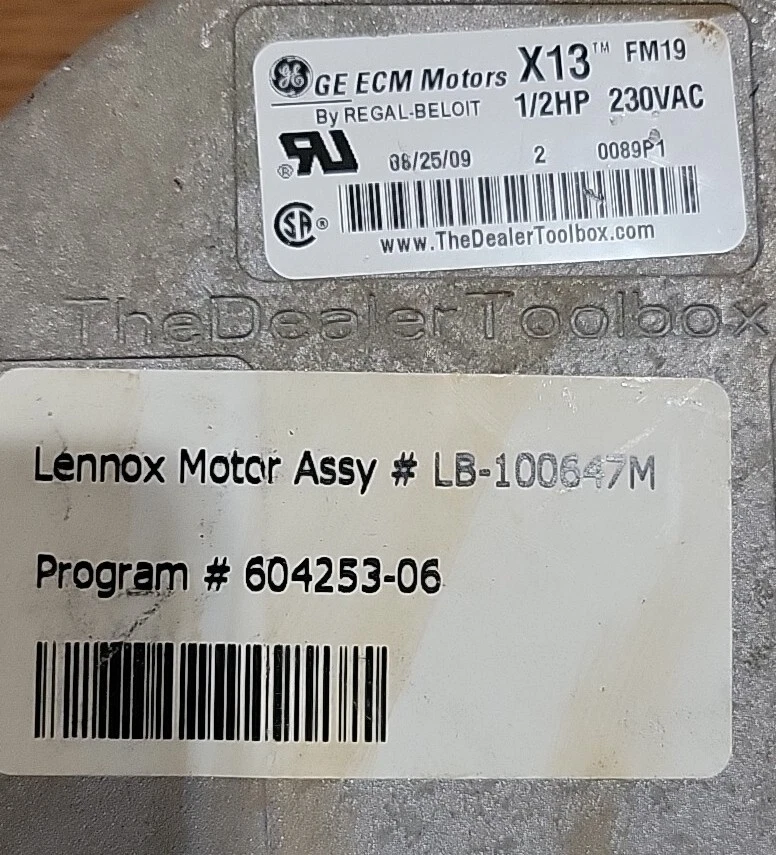 GE ECM Motors X13™ FM19
By REGAL-BELOIT 1/2HP 230VAC
08/25/09 2 0089P1
www.TheDealerToolbox.com
TheDealerToolbox
Lennox Motor Assy # LB-100647M
Program # 604253-06